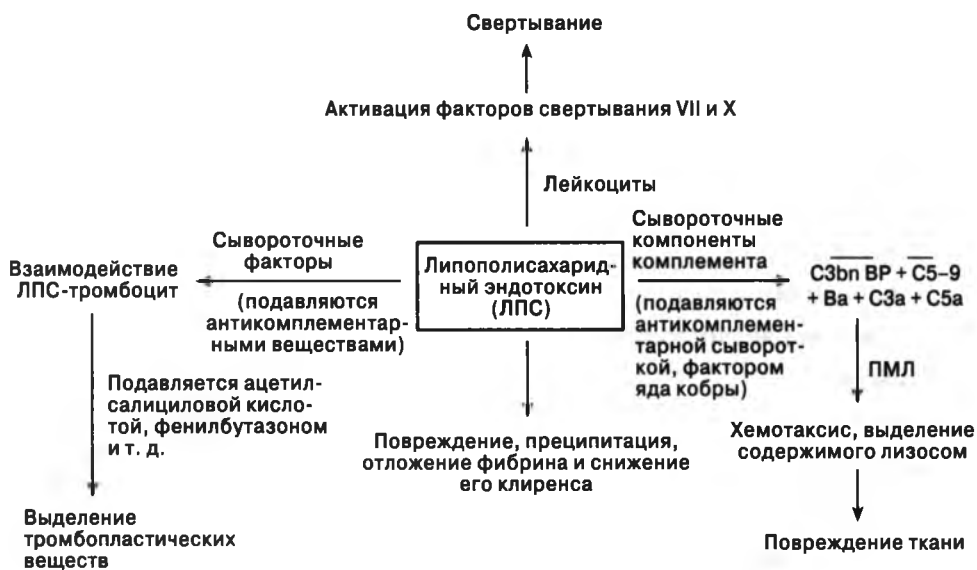 Свертывание
Активация факторов свертывания VII и X
Лейкоциты
Взаимодействие
ЛПС-тромбоцит
Сывороточные
факторы
(подавляются
антикомплементар-
ными веществами)
Липополисахарид-
ный эндотоксин
(ЛПС)
Сывороточные
компоненты
комплемента
(подавляются
антикомплемен-
тарной сыворот-
кой, фактором
яда кобры)
C3bn BP + C5–9
+ Ba + C3a + C5a
ПМЛ
Подавляется ацетил-
салициловой кисло-
той, фенилбутазоном
и т. д.
Повреждение, преципитация,
отложение фибрина и снижение
его клиренса
Хемотаксис, выделение
содержимого лизосом
Выделение
тромбопластических
веществ
Повреждение ткани